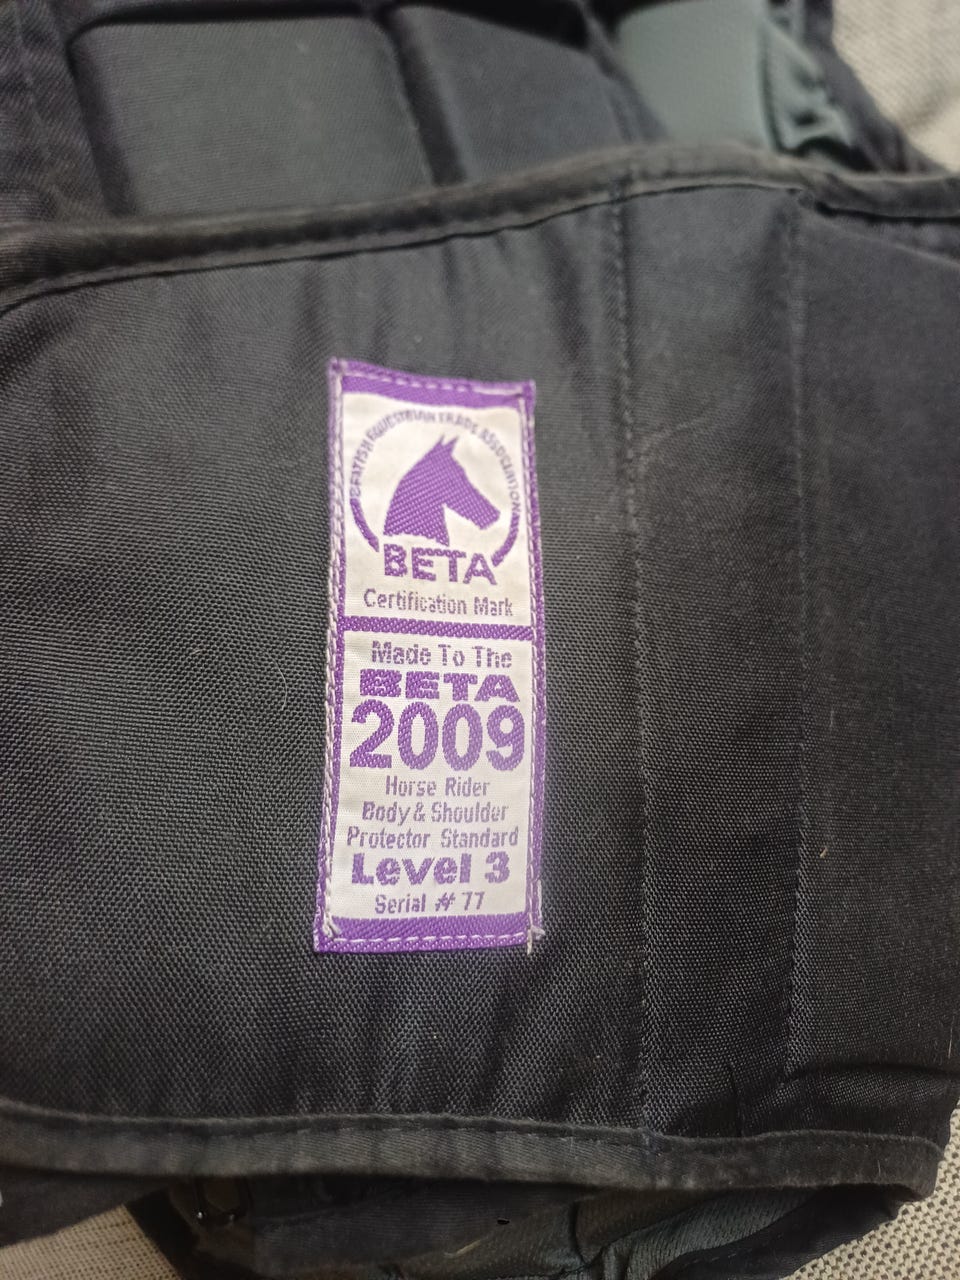 BRITISH EQUESTRIAN TRADE ASSOCIATION
BETA
Certification Mark
Made To The
BETA
2009
Horse Rider
Body & Shoulder
Protector Standard
Level 3
Serial # 77